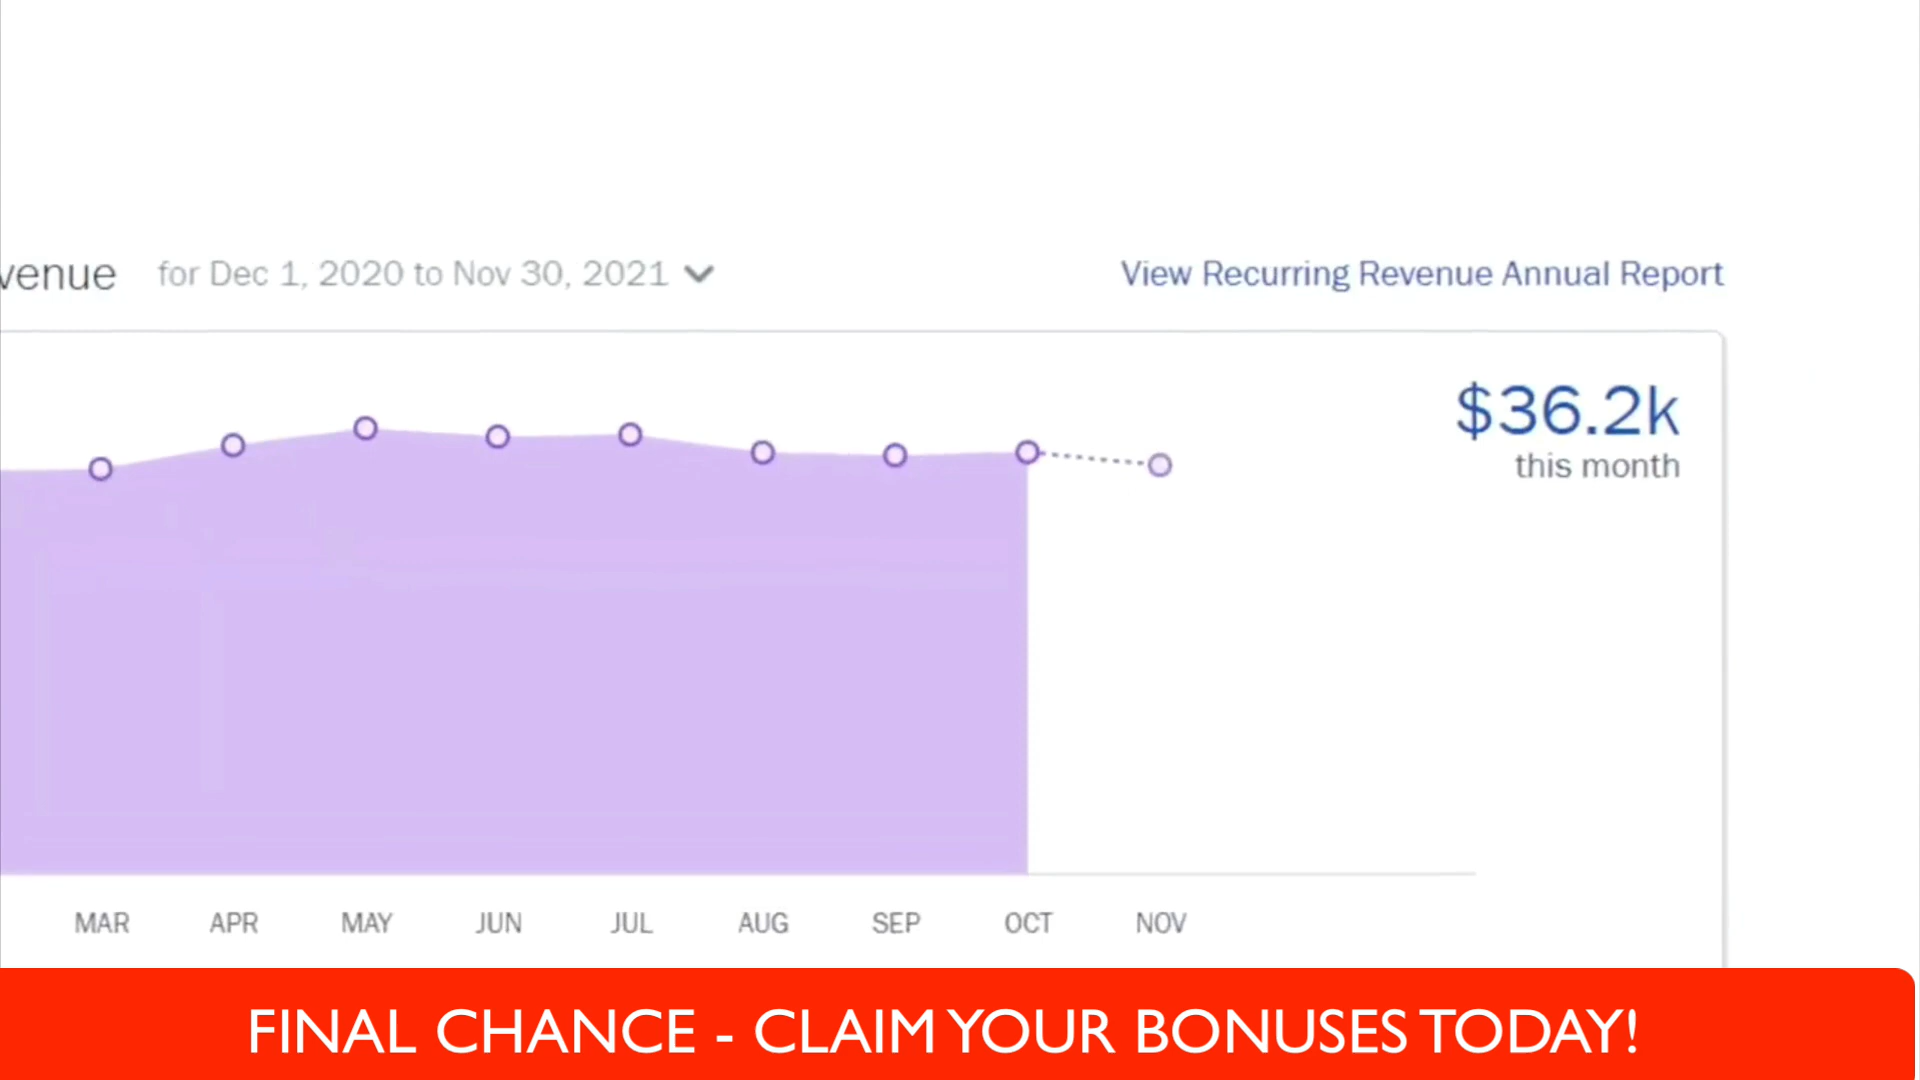 venue for Dec 1, 2020 to Nov 30, 2021 View Recurring Revenue Annual Report
$36.2k
this month
MAR APR MAY JUN JUL AUG SEP OCT NOV
FINAL CHANCE - CLAIM YOUR BONUSES TODAY!